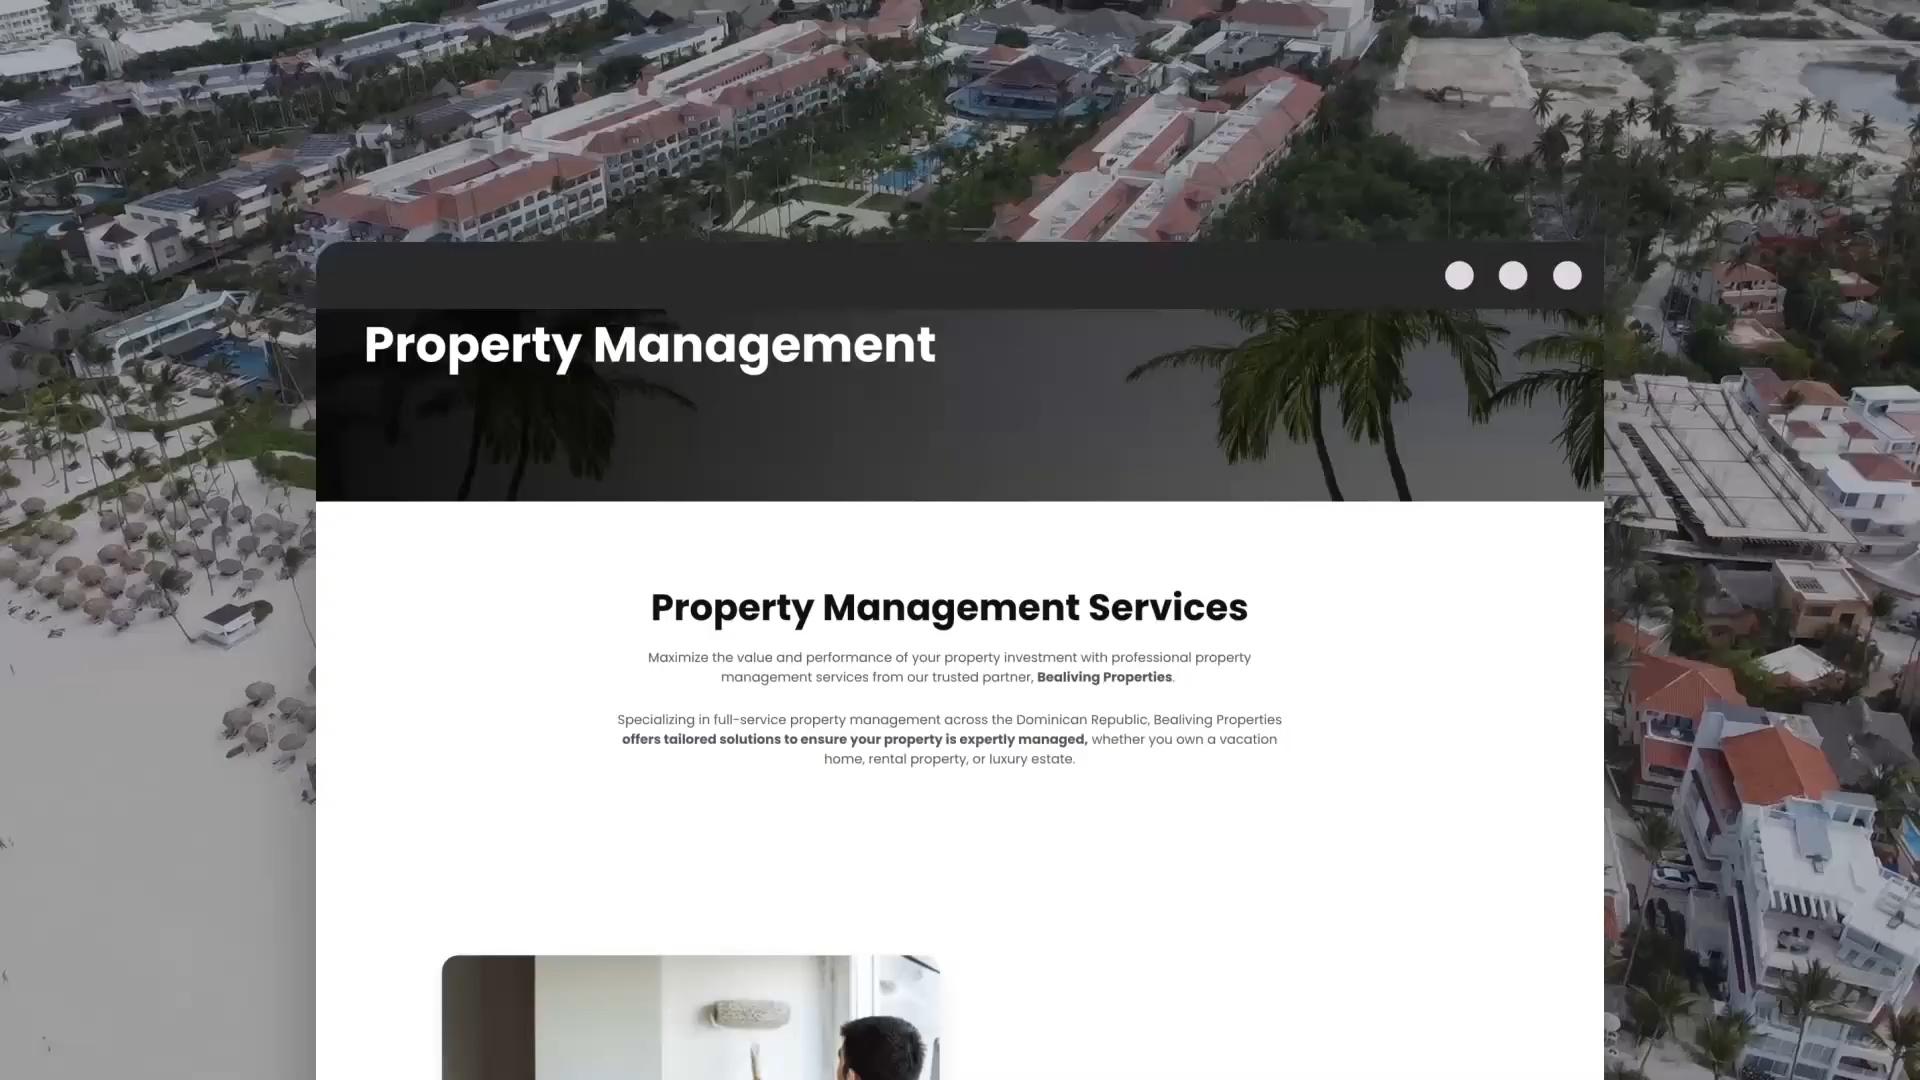 Property Management
Property Management Services
Maximize the value and performance of your property investment with professional property
management services from our trusted partner, Bealiving Properties.
Specializing in full-service property management across the Dominican Republic, Bealiving Properties
offers tailored solutions to ensure your property is expertly managed, whether you own a vacation
home, rental property, or luxury estate.